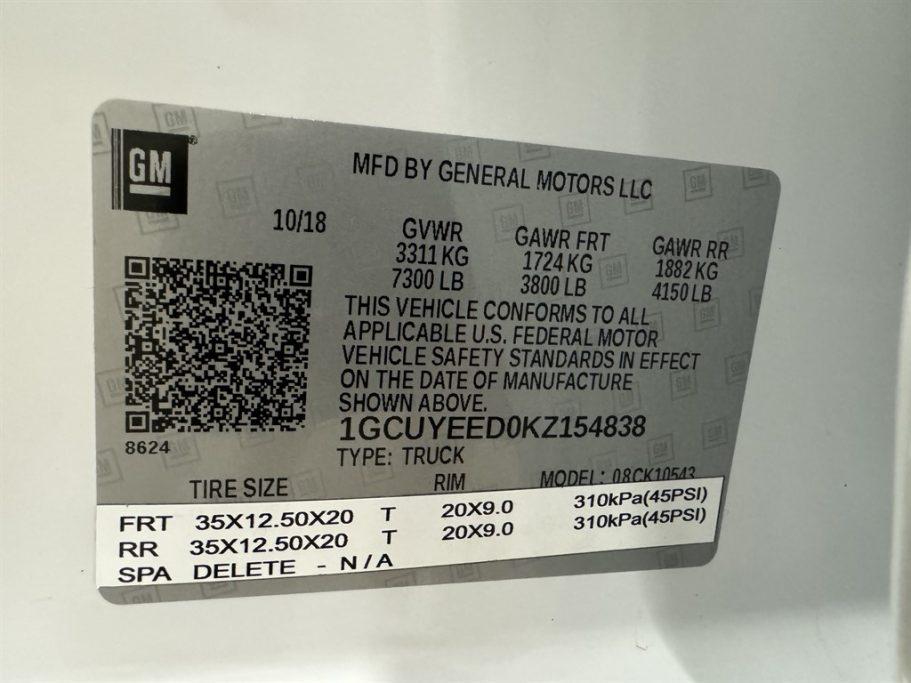 GM
MFD BY GENERAL MOTORS LLC
10/18
GVWR
3311 KG
7300 LB
GAWR FRT
1724 KG
3800 LB
GAWR RR
1882 KG
4150 LB
THIS VEHICLE CONFORMS TO ALL
APPLICABLE U.S. FEDERAL MOTOR
VEHICLE SAFETY STANDARDS IN EFFECT
ON THE DATE OF MANUFACTURE
SHOWN ABOVE.
8624
1GCUYEED0KZ154838
TYPE: TRUCK
MODEL: 08CK10543
TIRE SIZE RIM
FRT 35X12.50X20 T 20X9.0 310kPa(45PSI)
RR 35X12.50X20 T 20X9.0 310kPa(45PSI)
SPA DELETE - N/A